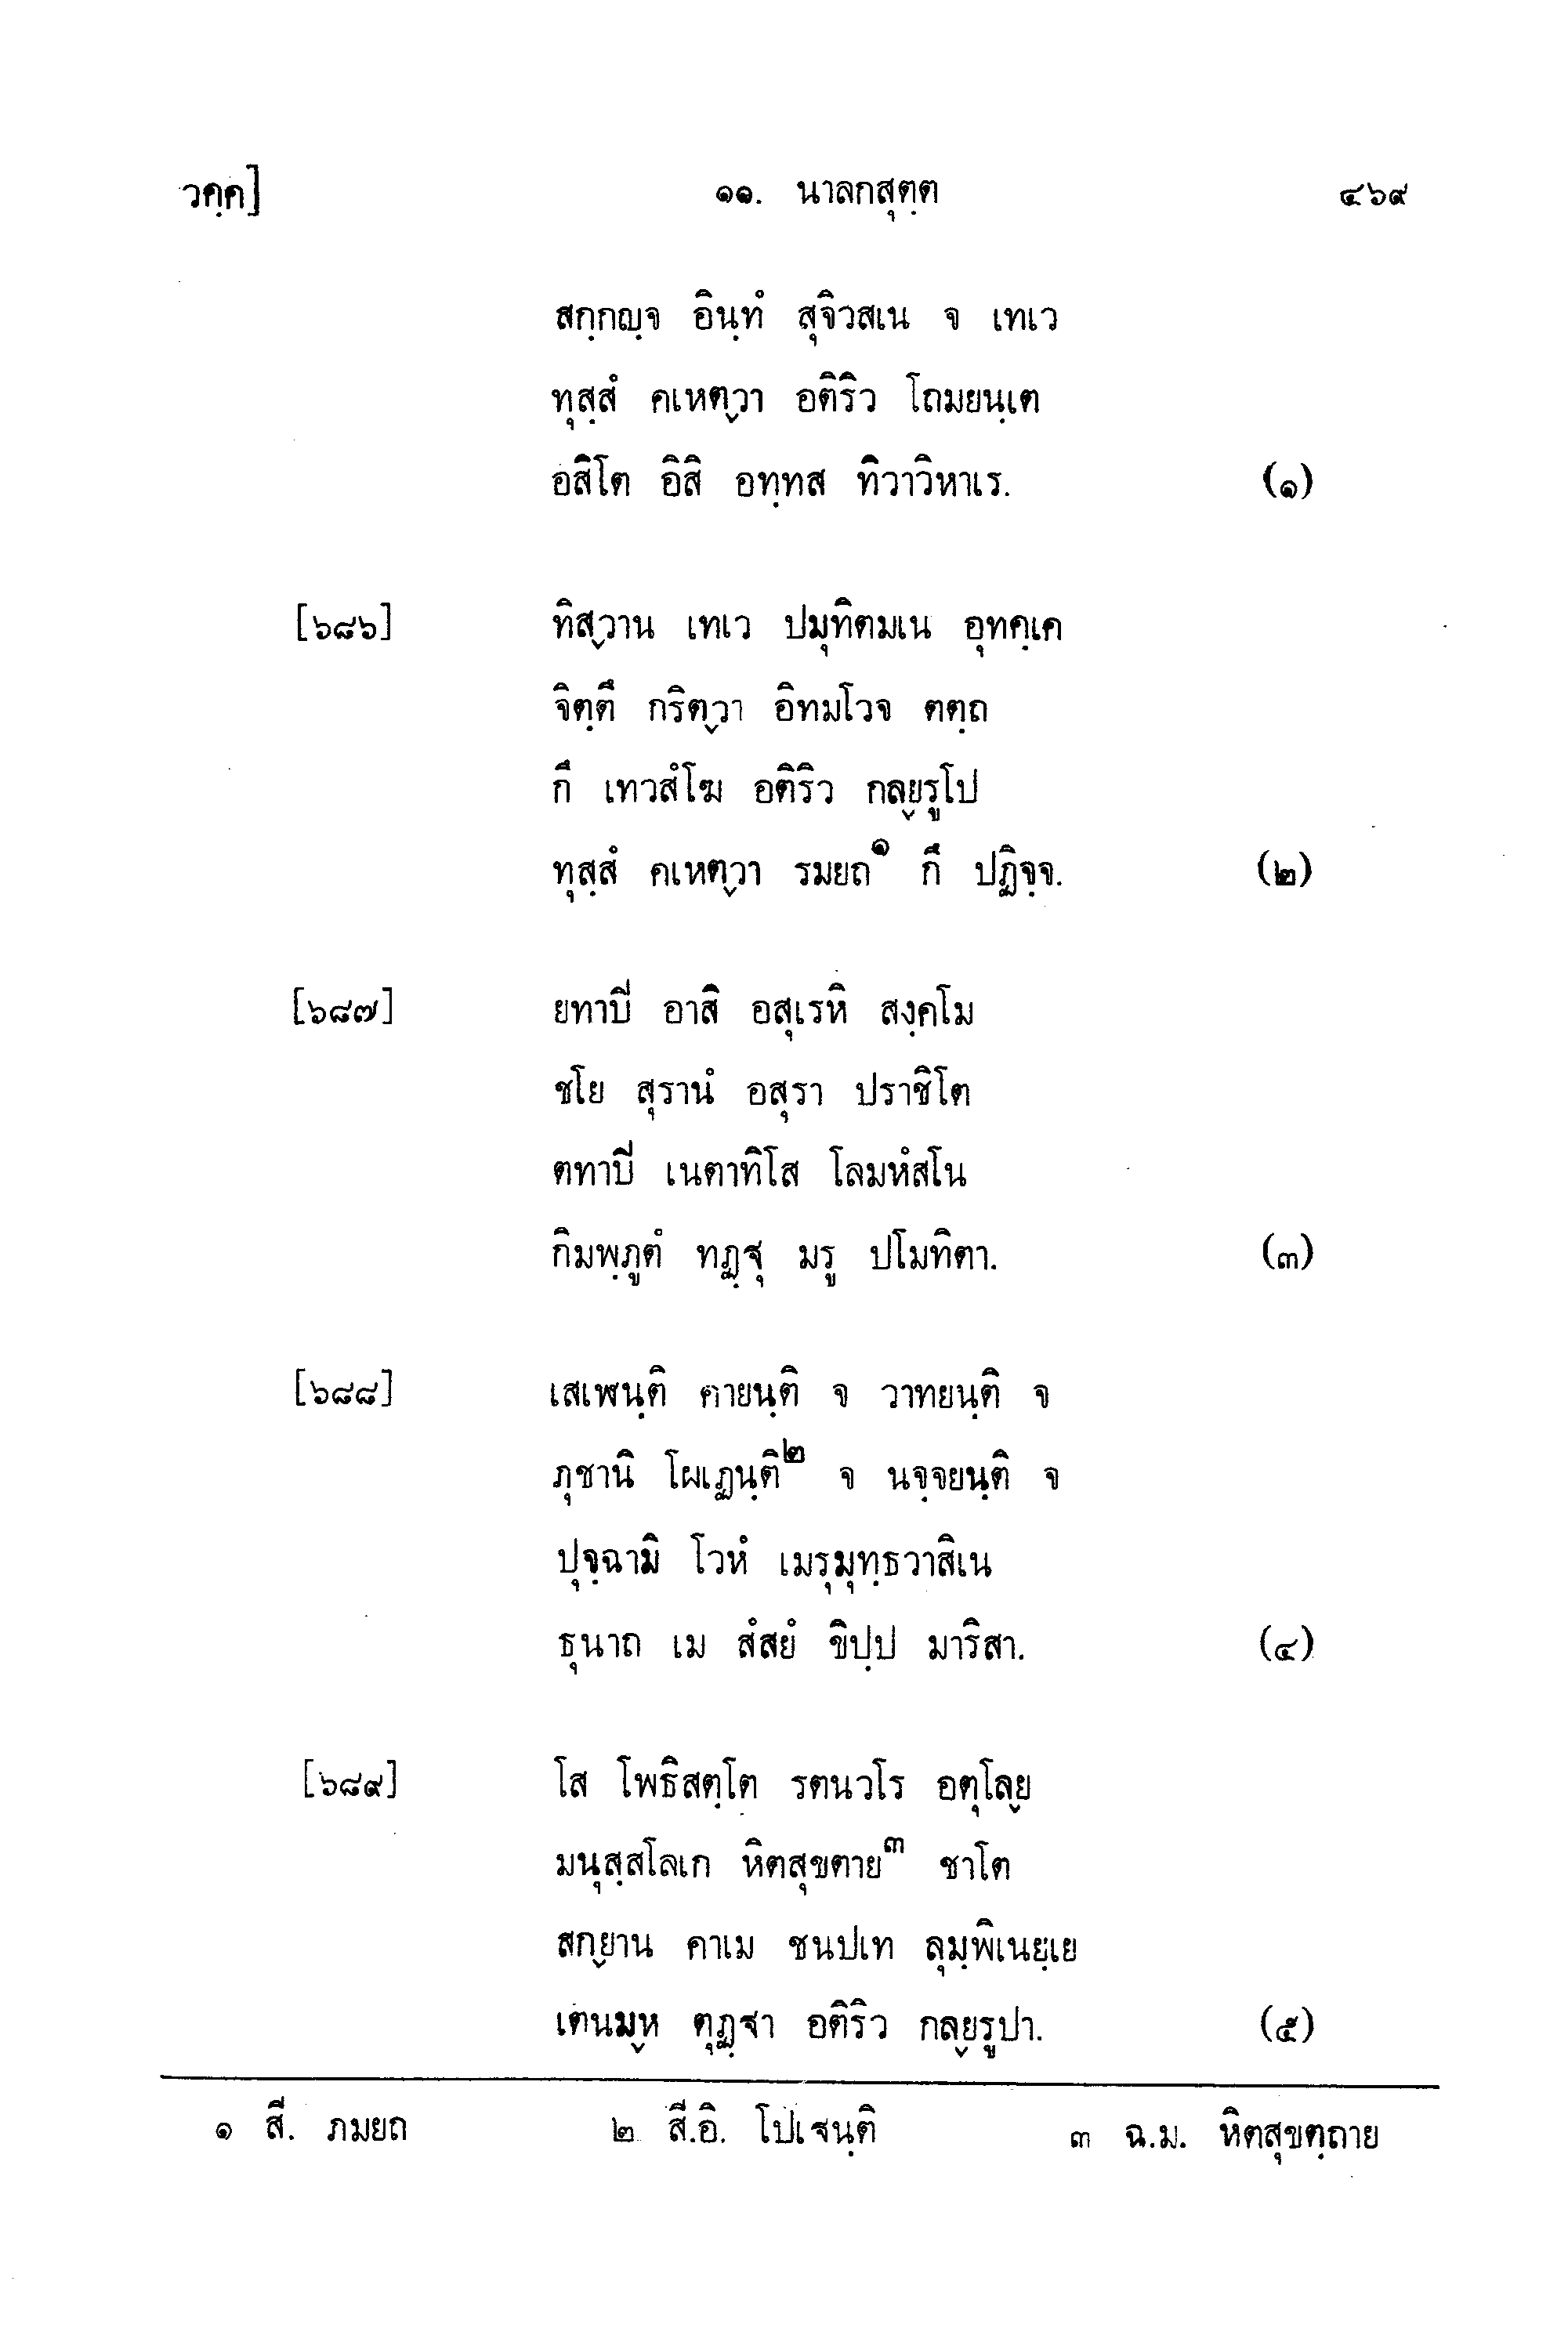 วคฺค]	๑๑. นาลกสุตฺต	๔๖๙
สกฺกญฺจ อินฺทํ สุจิวสเน จ เทเว
ทุสฺสํ คเหตฺวา อติริว โถมยนฺเต
อสิโต อิสิ อทฺทส ทิวาวิหาเร. (๑)
[๖๘๖] ทิสฺวาน เทเว ปมุทิตมเน อุทคฺเค
จิตฺตึ กริตฺวา อิทมโวจ ตตฺถ
กึ เทวสํโฆ อติริว กลฺยรูโป
ทุสฺสํ คเหตฺวา รมยถ๑ กึ ปฏิจฺจ. (๒)
[๖๘๗] ยทาปี อาสิ อสุเรหิ สงฺคโม
ชโย สุรานํ อสุรา ปราชิโต
ตทาปี เนตาทิโส โลมหํสโน
กิมพฺภูตํ ทฏฺฐุ มรู ปโมทิตา. (๓)
[๖๘๘] เสเฬนฺติ คายนฺติ จ วาทยนฺติ จ
ภุชานิ โผเฏนฺติ๒ จ นจฺจยนฺติ จ
ปุจฺฉามิ โวหํ เมรุมุทฺธวาสิเน
ธุนาถ เม สํสยํ ขิปฺป มาริสา. (๔)
[๖๘๙] โส โพธิสตฺโต รตนวโร อตุโลฺย
มนุสฺสโลเก หิตสุขตาย๓ ชาโต
สกฺยาน คาเม ชนปเท ลุมฺพิเนยฺเย
เตนมฺห ตุฏฺฐา อติริว กลฺยรูปา. (๕)
๑ สี. ภมยถ	๒ สี.อิ. โปเฐนฺติ	๓ ฉ.ม. หิตสุขตฺถาย